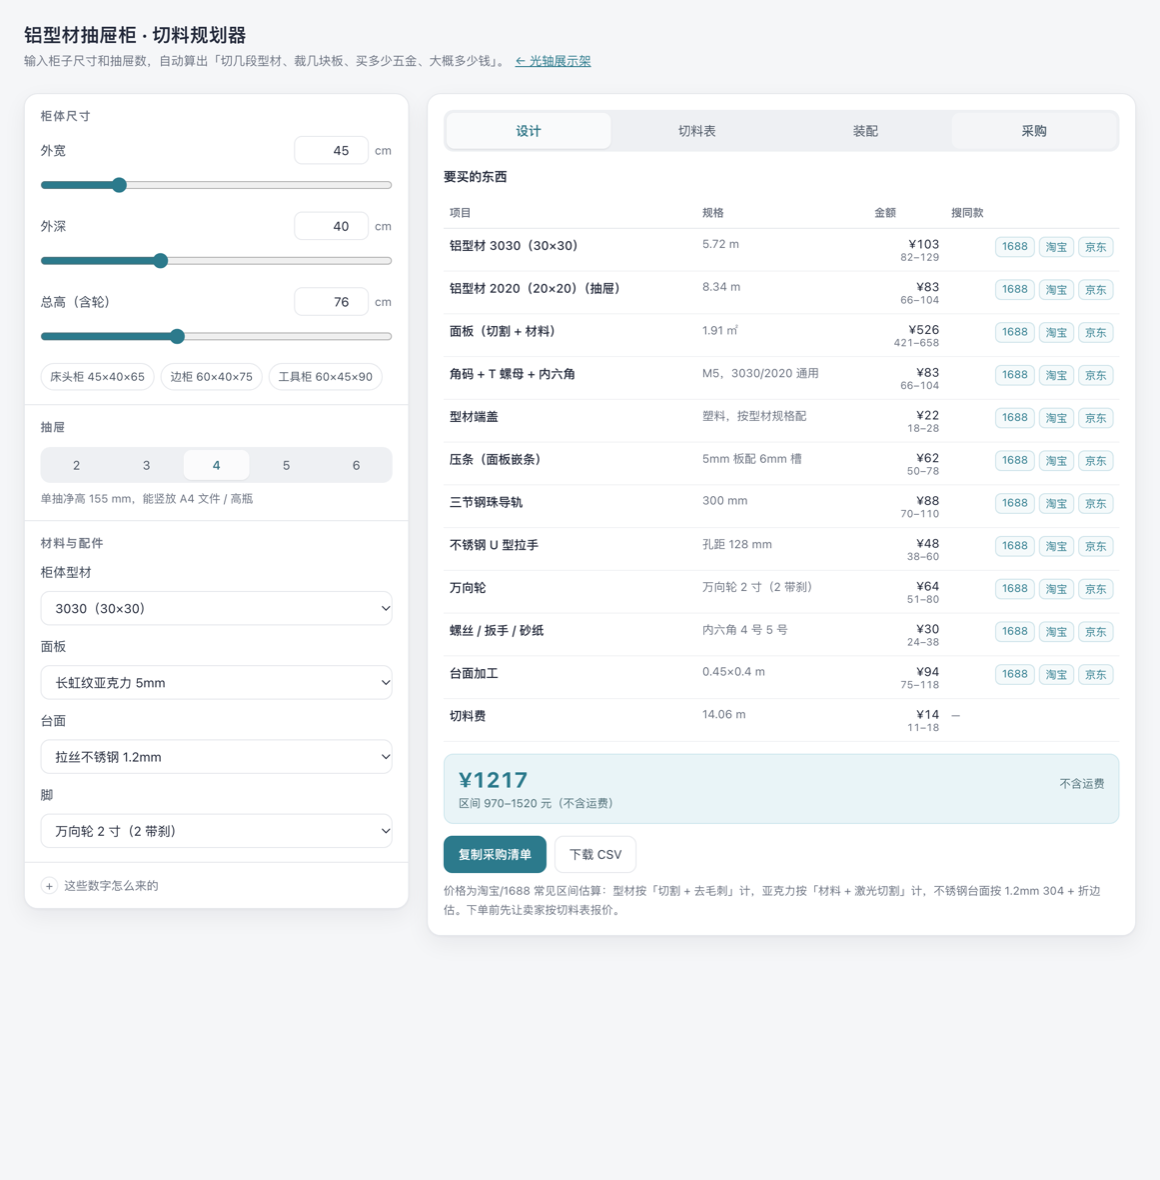 铝型材抽屉柜 · 切料规划器
输入柜子尺寸和抽屉数，自动算出「切几段型材、裁几块板、买多少五金、大概多少钱」。 ← 光轴展示架
柜体尺寸
外宽 45 cm
外深 40 cm
总高（含轮） 76 cm
床头柜 45×40×65 边柜 60×40×75 工具柜 60×45×90
抽屉
2 3 4 5 6
单抽净高 155 mm，能竖放 A4 文件 / 高瓶
材料与配件
柜体型材
3030（30×30）
面板
长虹纹亚克力 5mm
台面
拉丝不锈钢 1.2mm
脚
万向轮 2 寸（2 带刹）
+ 这些数字怎么来的
设计 切料表 装配 采购
要买的东西
项目 规格 金额 搜同款
铝型材 3030（30×30） 5.72 m ¥103 1688 淘宝 京东
82–129
铝型材 2020（20×20）（抽屉） 8.34 m ¥83 1688 淘宝 京东
66–104
面板（切割 + 材料） 1.91 ㎡ ¥526 1688 淘宝 京东
421–658
角码 + T 螺母 + 内六角 M5，3030/2020 通用 ¥83 1688 淘宝 京东
66–104
型材端盖 塑料，按型材规格配 ¥22 1688 淘宝 京东
18–28
压条（面板嵌条） 5mm 板配 6mm 槽 ¥62 1688 淘宝 京东
50–78
三节钢珠导轨 300 mm ¥88 1688 淘宝 京东
70–110
不锈钢 U 型拉手 孔距 128 mm ¥48 1688 淘宝 京东
38–60
万向轮 万向轮 2 寸（2 带刹） ¥64 1688 淘宝 京东
51–80
螺丝 / 扳手 / 砂纸 内六角 4 号 5 号 ¥30 1688 淘宝 京东
24–38
台面加工 0.45×0.4 m ¥94 1688 淘宝 京东
75–118
切料费 14.06 m ¥14 —
11–18
¥1217 不含运费
区间 970–1520 元（不含运费）
复制采购清单 下载 CSV
价格为淘宝/1688 常见区间估算：型材按「切割 + 去毛刺」计，亚克力按「材料 + 激光切割」计，不锈钢台面按 1.2mm 304 + 折边
估。下单前先让卖家按切料表报价。